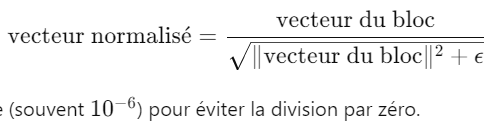 vecteur normalisé = vecteur du bloc / √(‖vecteur du bloc‖² + ϵ
(souvent 10⁻⁶) pour éviter la division par zéro.